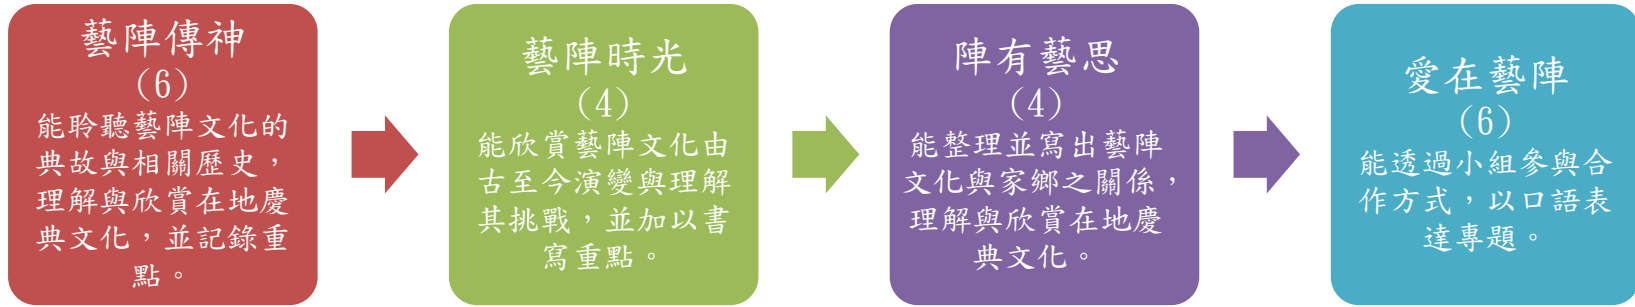 藝陣傳神
(6)
能聆聽藝陣文化的
典故與相關歷史，
理解與欣賞在地慶
典文化，並記錄重
點。
藝陣時光
(4)
能欣賞藝陣文化由
古至今演變與理解
其挑戰，並加以書
寫重點。
陣有藝思
(4)
能整理並寫出藝陣
文化與家鄉之關係，
理解與欣賞在地慶
典文化。
愛在藝陣
(6)
能透過小組參與合
作方式，以口語表
達專題。